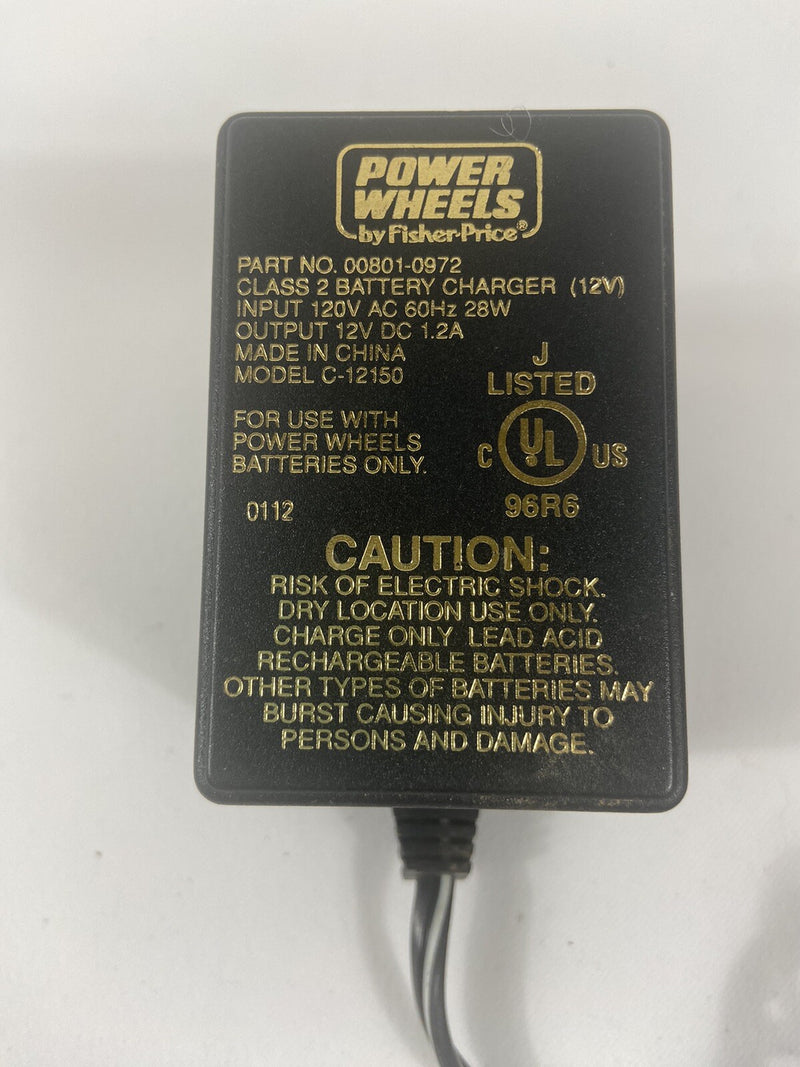 POWER
WHEELS
by Fisher-Price®
PART NO. 00801-0972
CLASS 2 BATTERY CHARGER (12V)
INPUT 120V AC 60Hz 28W
OUTPUT 12V DC 1.2A
MADE IN CHINA
MODEL C-12150
J
LISTED
C UL US
96R6
FOR USE WITH
POWER WHEELS
BATTERIES ONLY.
0112
CAUTION:
RISK OF ELECTRIC SHOCK.
DRY LOCATION USE ONLY.
CHARGE ONLY LEAD ACID
RECHARGEABLE BATTERIES.
OTHER TYPES OF BATTERIES MAY
BURST CAUSING INJURY TO
PERSONS AND DAMAGE.